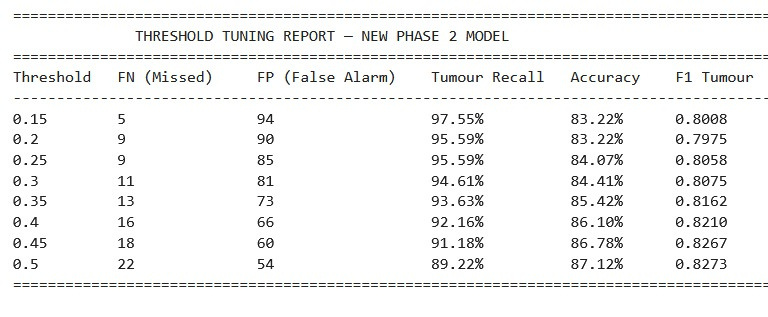 ================================================================================
THRESHOLD TUNING REPORT — NEW PHASE 2 MODEL
================================================================================
Threshold   FN (Missed)     FP (False Alarm)    Tumour Recall   Accuracy    F1 Tumour
--------------------------------------------------------------------------------
0.15        5               94                  97.55%          83.22%      0.8008
0.2         9               90                  95.59%          83.22%      0.7975
0.25        9               85                  95.59%          84.07%      0.8058
0.3         11              81                  94.61%          84.41%      0.8075
0.35        13              73                  93.63%          85.42%      0.8162
0.4         16              66                  92.16%          86.10%      0.8210
0.45        18              60                  91.18%          86.78%      0.8267
0.5         22              54                  89.22%          87.12%      0.8273
================================================================================